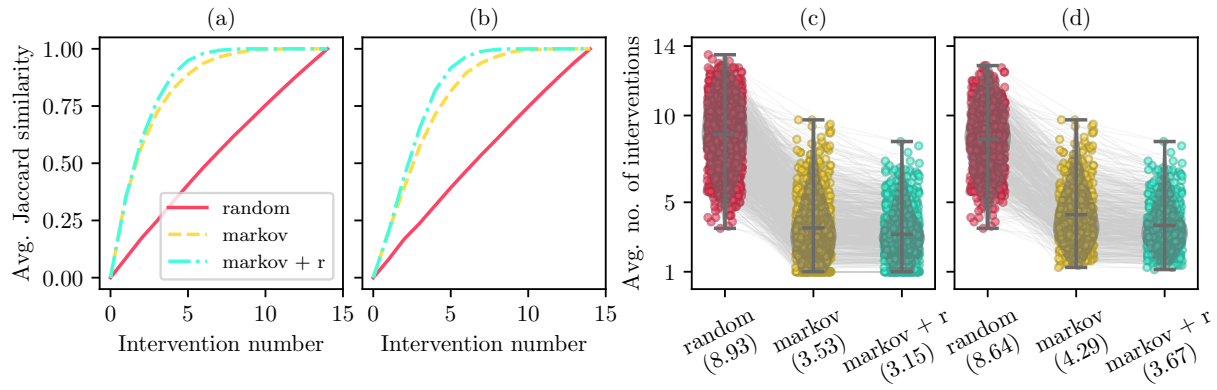 (a)
(b)
(c)
(d)
Avg. Jaccard similarity
1.00
0.75
0.50
0.25
0.00
random
markov
markov + r
0 5 10 15
Intervention number
0 5 10 15
Intervention number
Avg. no. of interventions
14
10
5
1
random
(8.93)
markov
(3.53)
markov + r
(3.15)
random
(8.64)
markov
(4.29)
markov + r
(3.67)